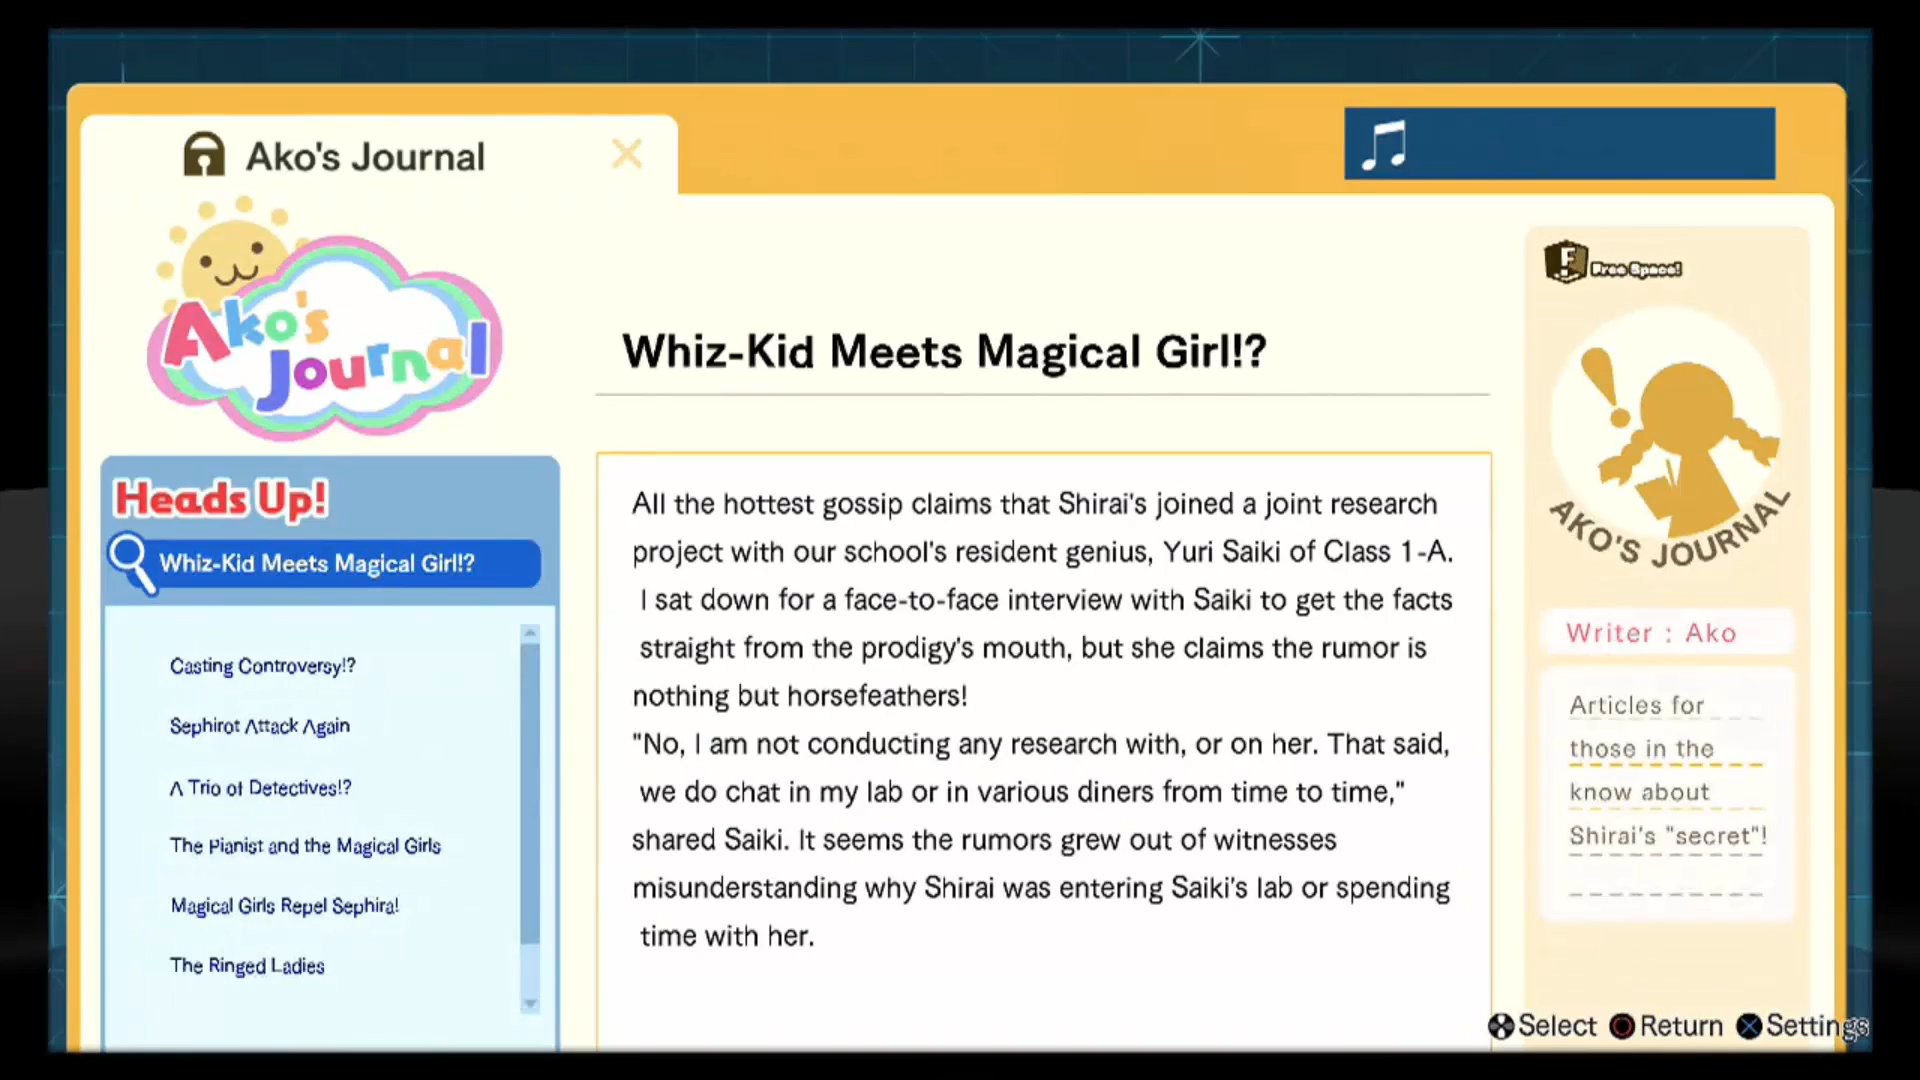 Ako's Journal
Ako's
Journal
Heads Up!
Whiz-Kid Meets Magical Girl!?
Casting Controversy!?
Sephirot Attack Again
A Trio of Detectives!?
The Pianist and the Magical Girls
Magical Girls Repel Sephira!
The Ringed Ladies
Whiz-Kid Meets Magical Girl!?
All the hottest gossip claims that Shirai's joined a joint research
project with our school's resident genius, Yuri Saiki of Class 1-A.
I sat down for a face-to-face interview with Saiki to get the facts
straight from the prodigy's mouth, but she claims the rumor is
nothing but horsefeathers!
"No, I am not conducting any research with, or on her. That said,
we do chat in my lab or in various diners from time to time,"
shared Saiki. It seems the rumors grew out of witnesses
misunderstanding why Shirai was entering Saiki's lab or spending
time with her.
F Free Space!
AKO'S JOURNAL
Writer : Ako
Articles for
those in the
know about
Shirai's "secret"!
Select Return Settings